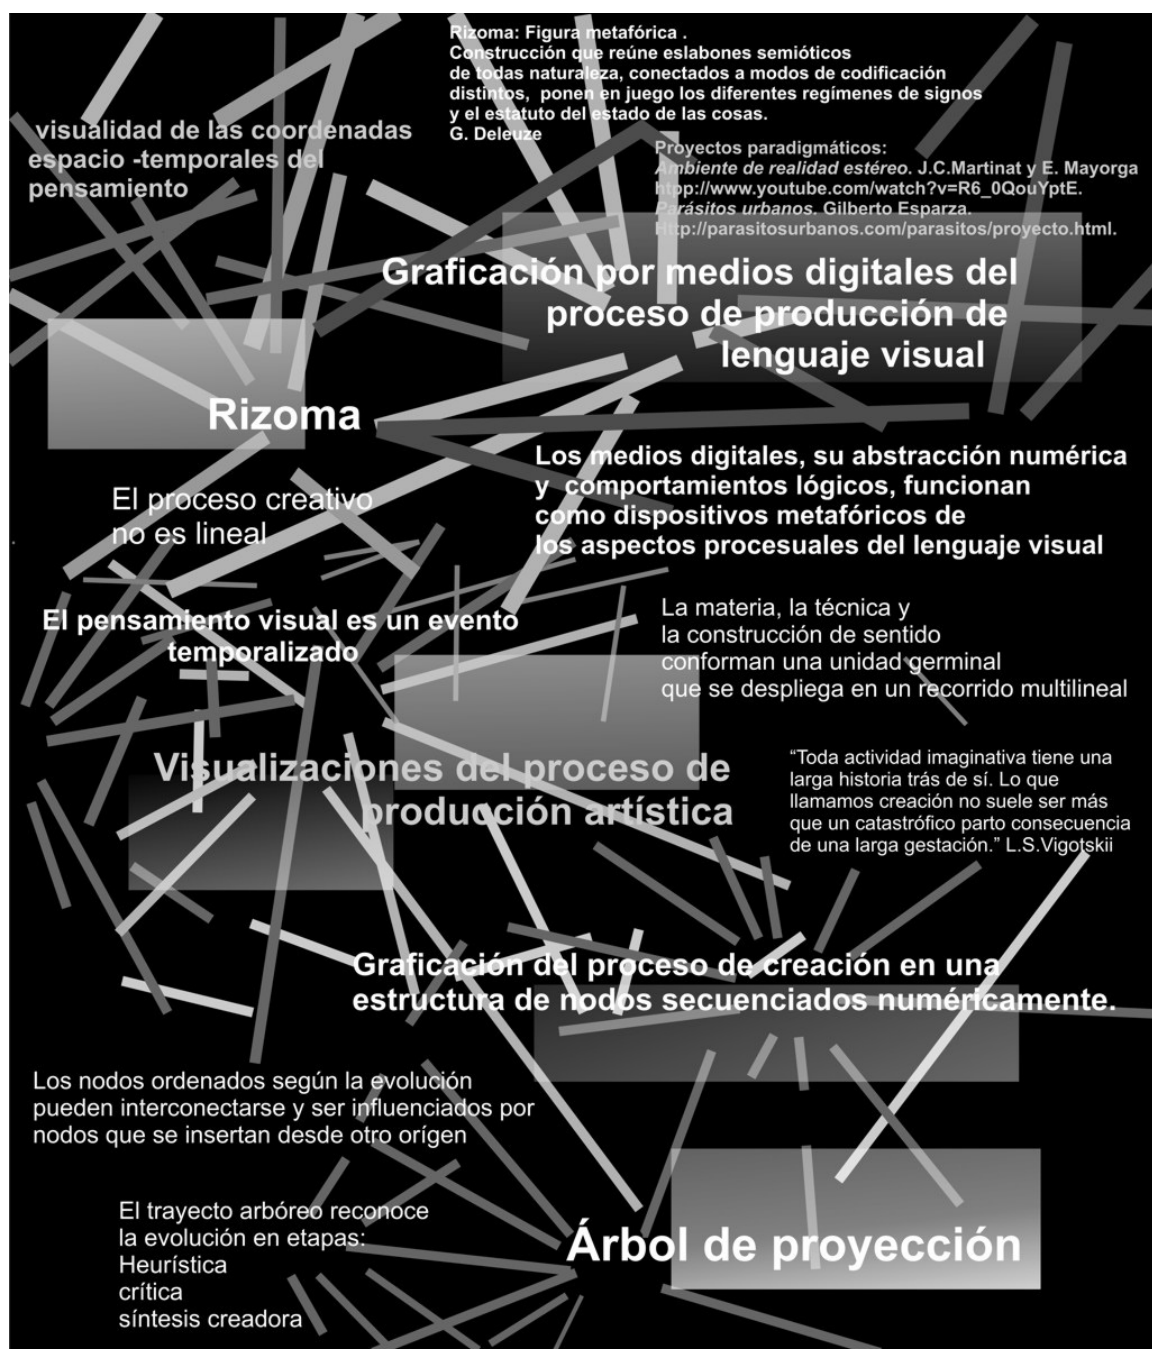 Rizoma: Figura metafórica .
Construcción que reúne eslabones semióticos
de todas naturaleza, conectados a modos de codificación
distintos, ponen en juego los diferentes regímenes de signos
y el estatuto del estado de las cosas.
G. Deleuze
visualidad de las coordenadas
espacio -temporales del
pensamiento
Proyectos paradigmáticos:
Ambiente de realidad estéreo. J.C.Martinat y E. Mayorga
htpp://www.youtube.com/watch?v=R6_0QouYptE.
Parásitos urbanos. Gilberto Esparza.
Http://parasitosurbanos.com/parasitos/proyecto.html.
Graficación por medios digitales del
proceso de producción de
lenguaje visual
Rizoma
Los medios digitales, su abstracción numérica
y comportamientos lógicos, funcionan
como dispositivos metafóricos de
los aspectos procesuales del lenguaje visual
El proceso creativo
no es lineal
El pensamiento visual es un evento
temporalizado
La materia, la técnica y
la construcción de sentido
conforman una unidad germinal
que se despliega en un recorrido multilineal
Visualizaciones del proceso de
producción artística
“Toda actividad imaginativa tiene una
larga historia trás de sí. Lo que
llamamos creación no suele ser más
que un catastrófico parto consecuencia
de una larga gestación.” L.S.Vigotskii
Graficación del proceso de creación en una
estructura de nodos secuenciados numéricamente.
Los nodos ordenados según la evolución
pueden interconectarse y ser influenciados por
nodos que se insertan desde otro orígen
El trayecto arbóreo reconoce
la evolución en etapas:
Heurística
crítica
síntesis creadora
Árbol de proyección